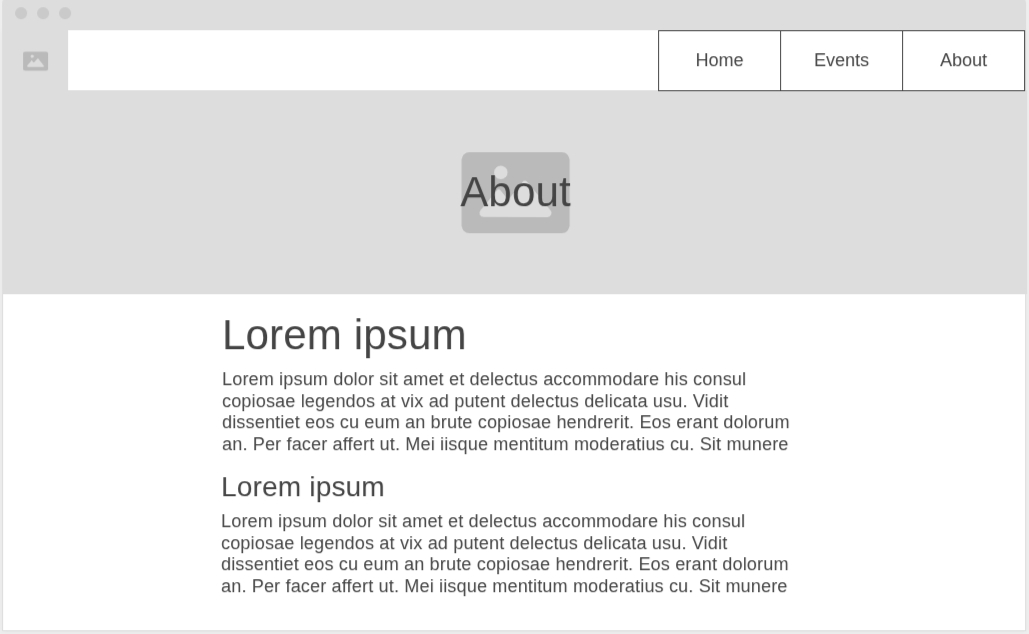 Home
Events
About
About
Lorem ipsum
Lorem ipsum dolor sit amet et delectus accommodare his consul
copiosae legendos at vix ad putent delectus delicata usu. Vidit
dissentiet eos cu eum an brute copiosae hendrerit. Eos erant dolorum
an. Per facer affert ut. Mei iisque mentitum moderatius cu. Sit munere
Lorem ipsum
Lorem ipsum dolor sit amet et delectus accommodare his consul
copiosae legendos at vix ad putent delectus delicata usu. Vidit
dissentiet eos cu eum an brute copiosae hendrerit. Eos erant dolorum
an. Per facer affert ut. Mei iisque mentitum moderatius cu. Sit munere